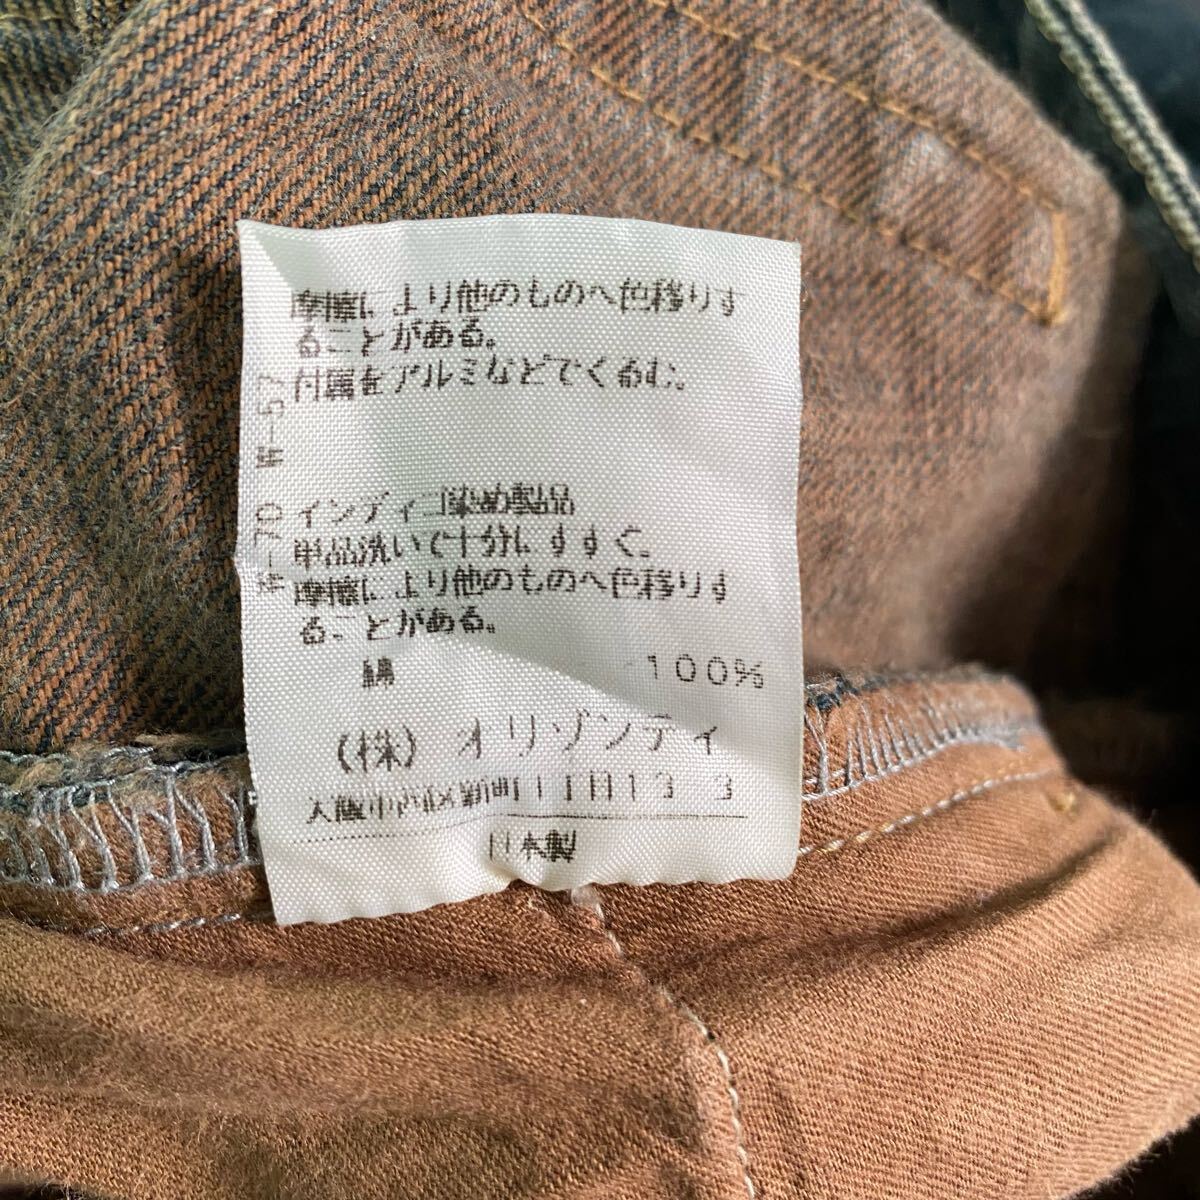 摩擦により他のものへ色移りす
ることがある。
付属をアルミなどでくるむ。
W-57
インディゴ染め製品
単品洗いで十分にすすぐ。
摩擦により他のものへ色移りす
ることがある。
W-70
綿 100%
(株)オリゾンティ
大阪市西区新町1丁目13 3
日本製